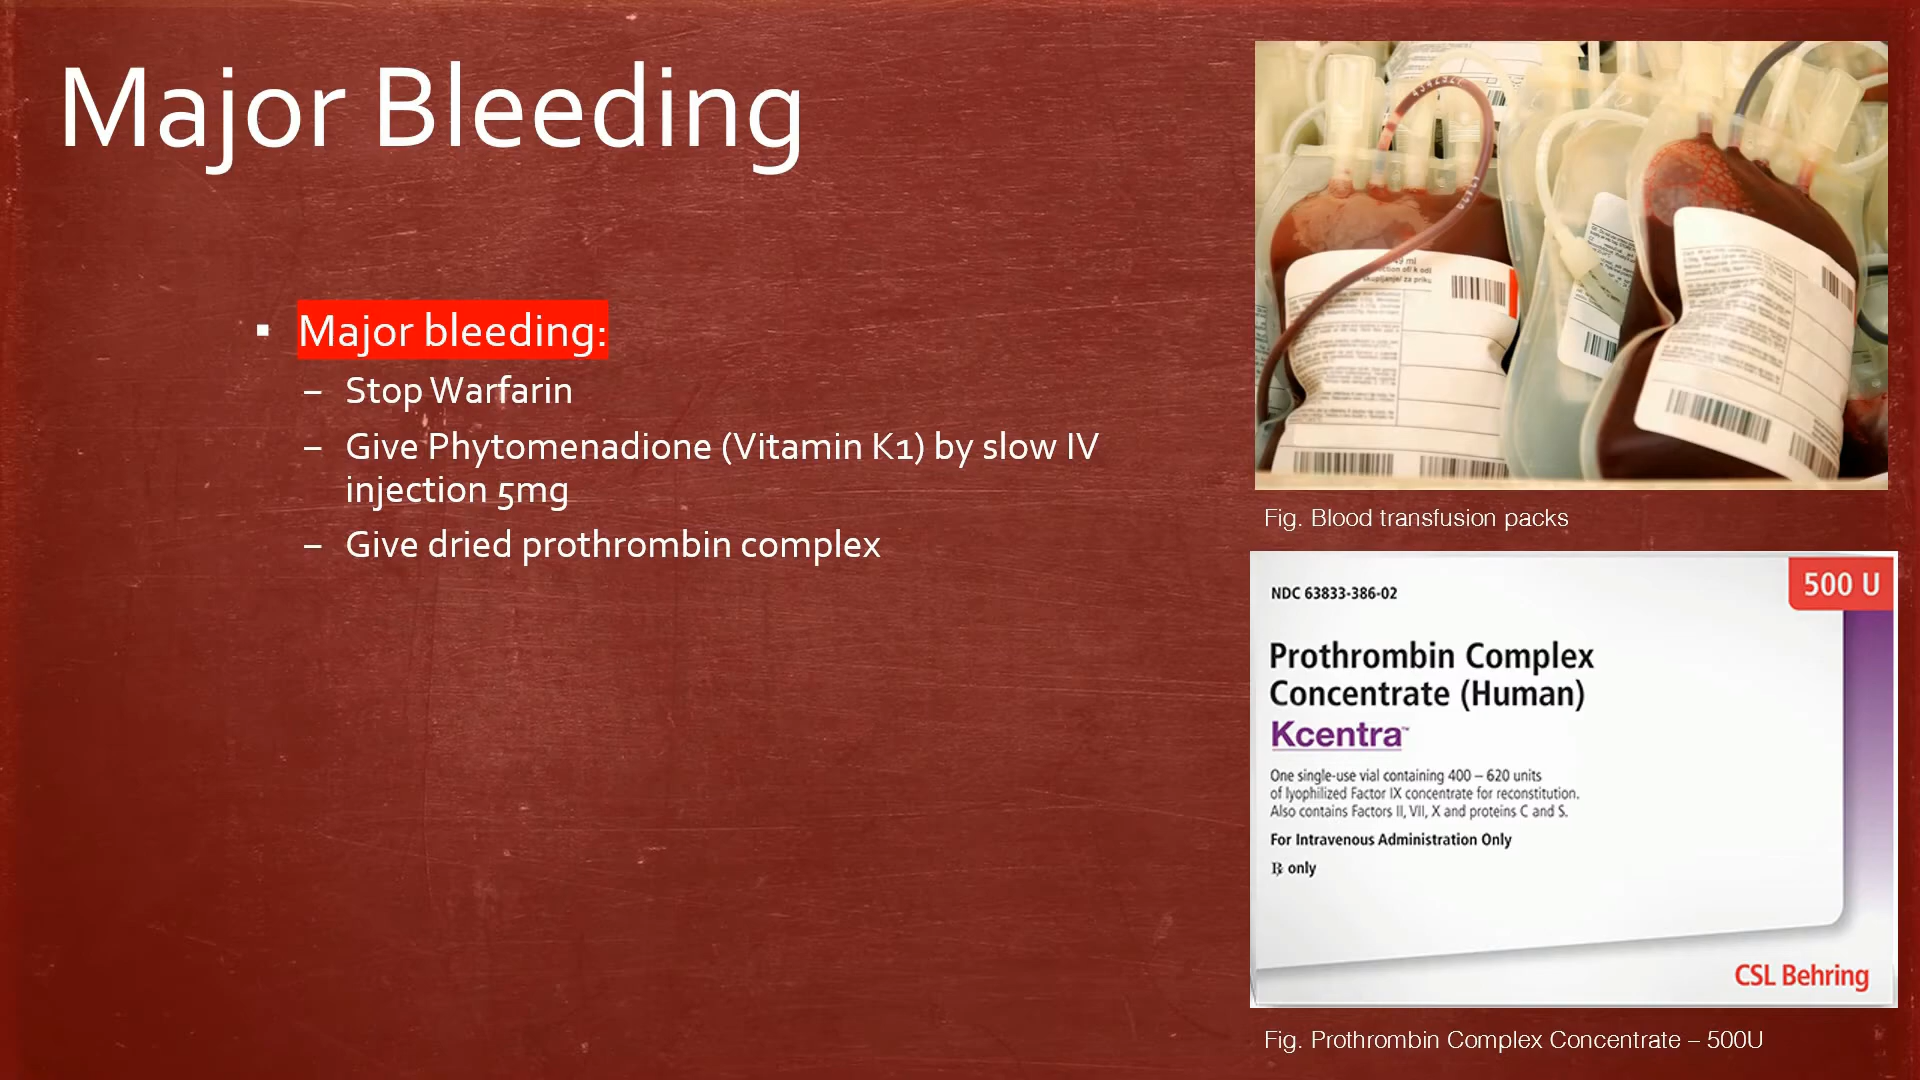 Major Bleeding
▪ Major bleeding:
– Stop Warfarin
– Give Phytomenadione (Vitamin K1) by slow IV
injection 5mg
– Give dried prothrombin complex
49 ml
Fig. Blood transfusion packs
500 U
NDC 63833-386-02
Prothrombin Complex
Concentrate (Human)
Kcentra™
One single-use vial containing 400 – 620 units
of lyophilized Factor IX concentrate for reconstitution.
Also contains Factors II, VII, X and proteins C and S.
For Intravenous Administration Only
℞ only
CSL Behring
Fig. Prothrombin Complex Concentrate – 500U